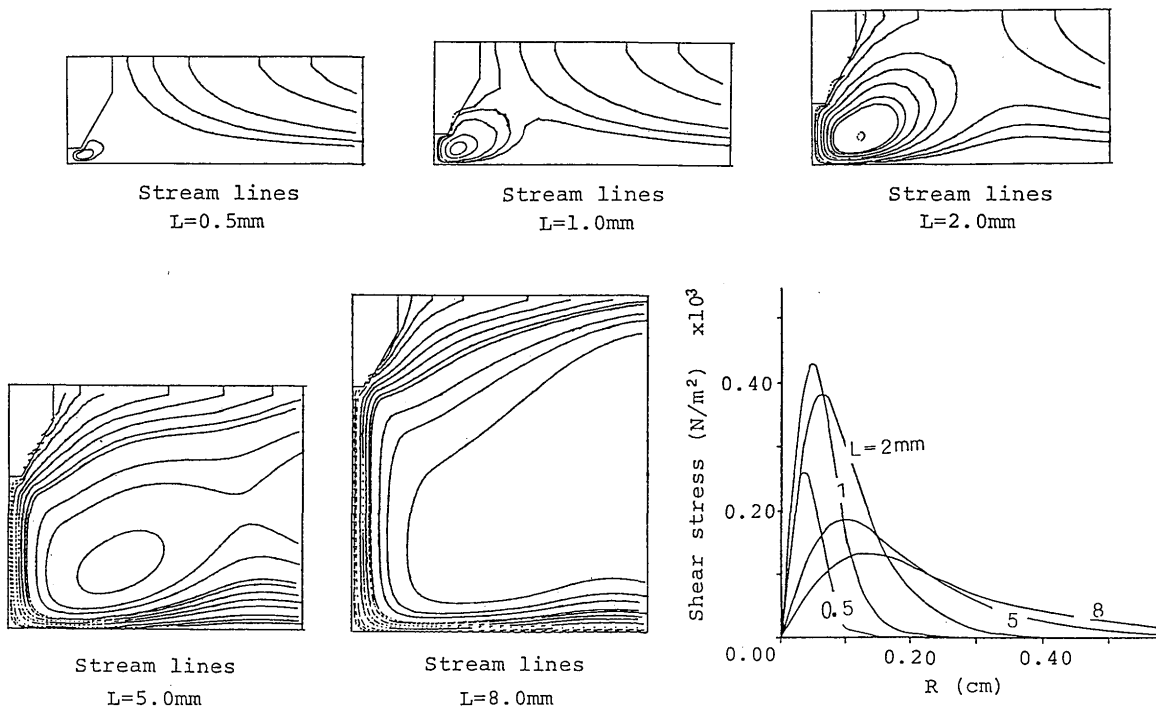 Stream lines
L=0.5mm
Stream lines
L=1.0mm
Stream lines
L=2.0mm
Stream lines
L=5.0mm
Stream lines
L=8.0mm
Shear stress (N/m²) x10³
0.40
0.20
0.00
L=2mm
1
0.5
5
8
0.20
0.40
R (cm)